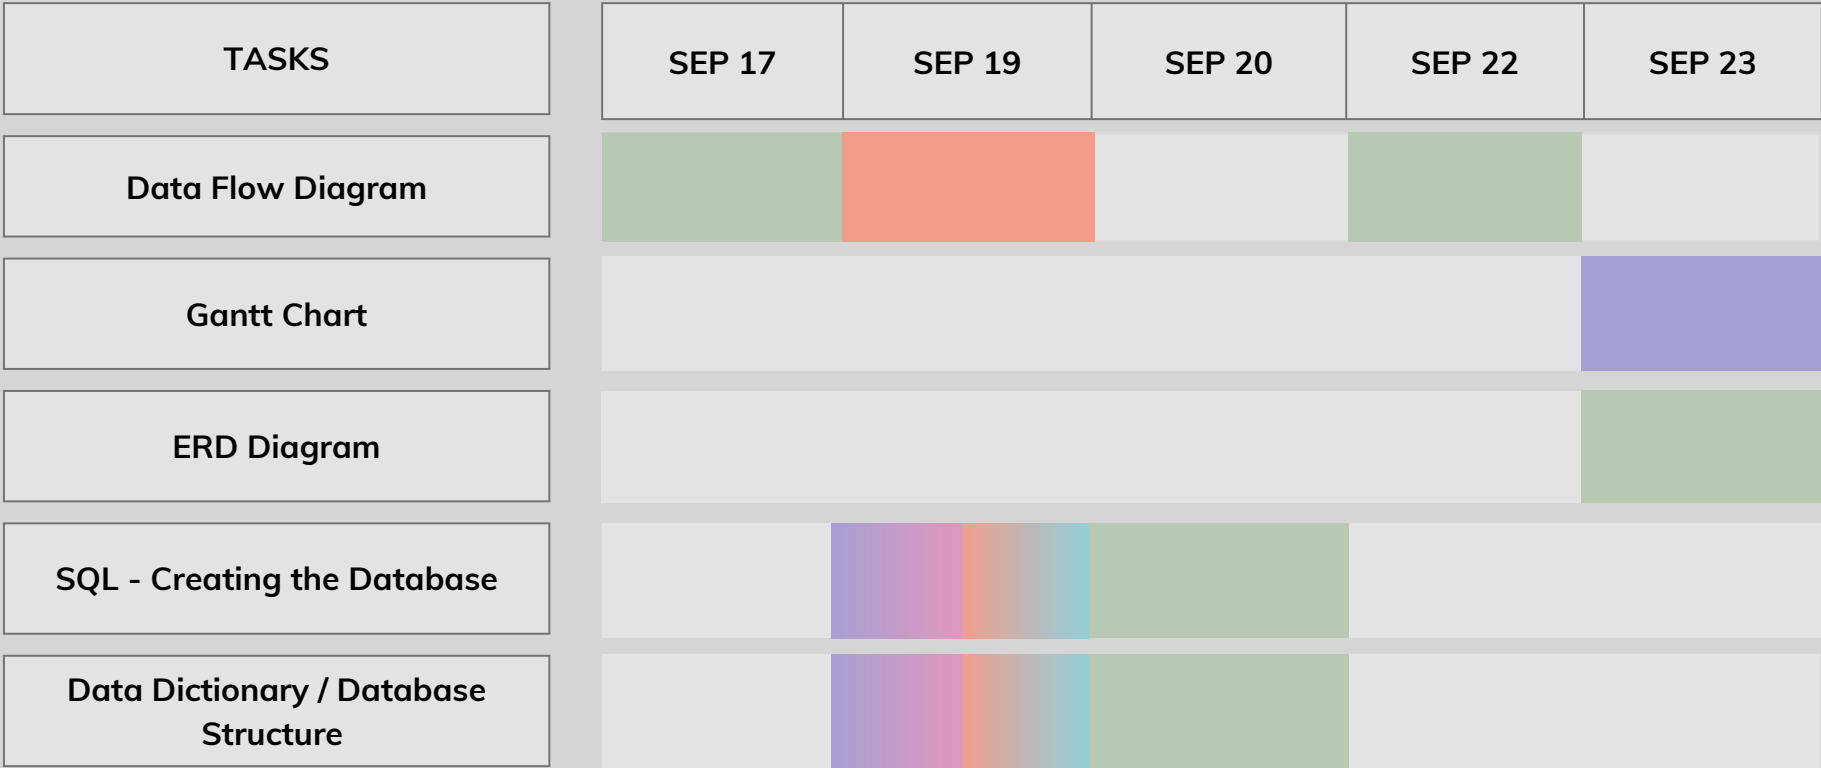 TASKS
SEP 17
SEP 19
SEP 20
SEP 22
SEP 23
Data Flow Diagram
Gantt Chart
ERD Diagram
SQL - Creating the Database
Data Dictionary / Database
Structure